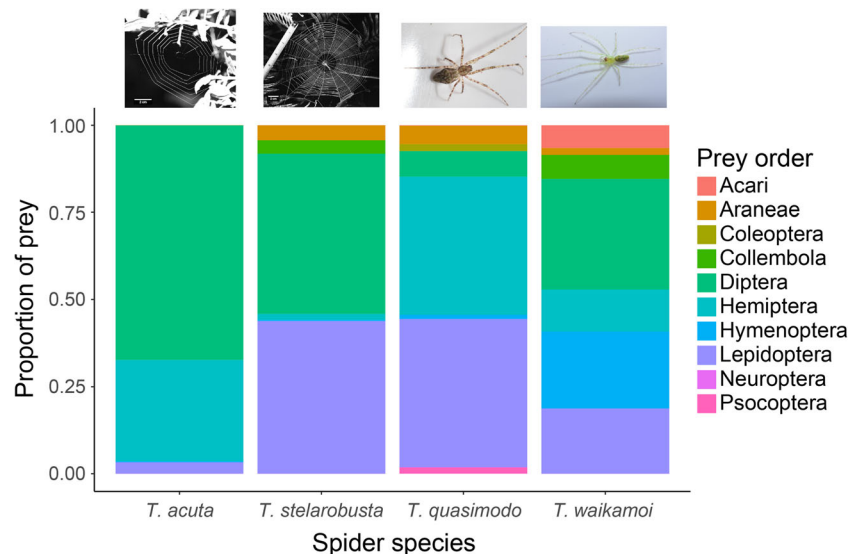 1.00
0.75
0.50
0.25
0.00
Proportion of prey
T. acuta
T. stelarobusta
T. quasimodo
T. waikamoi
Spider species
Prey order
Acari
Araneae
Coleoptera
Collembola
Diptera
Hemiptera
Hymenoptera
Lepidoptera
Neuroptera
Psocoptera